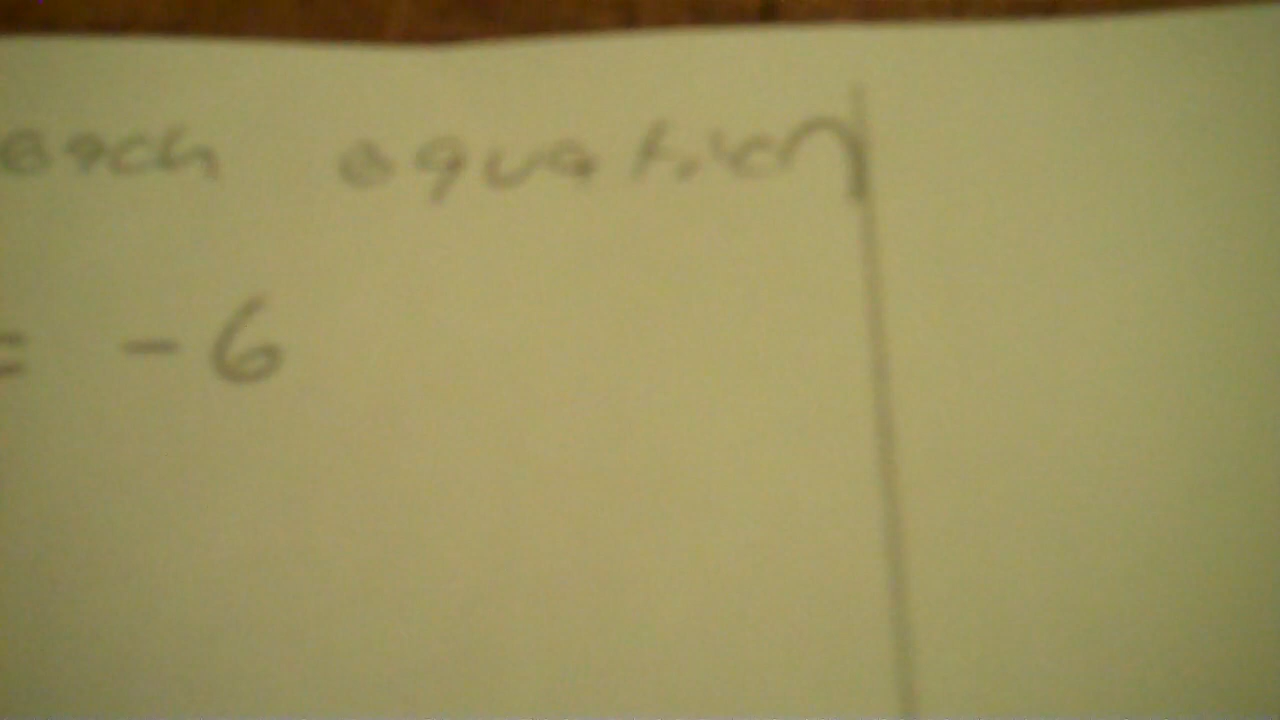 each equation
= -6